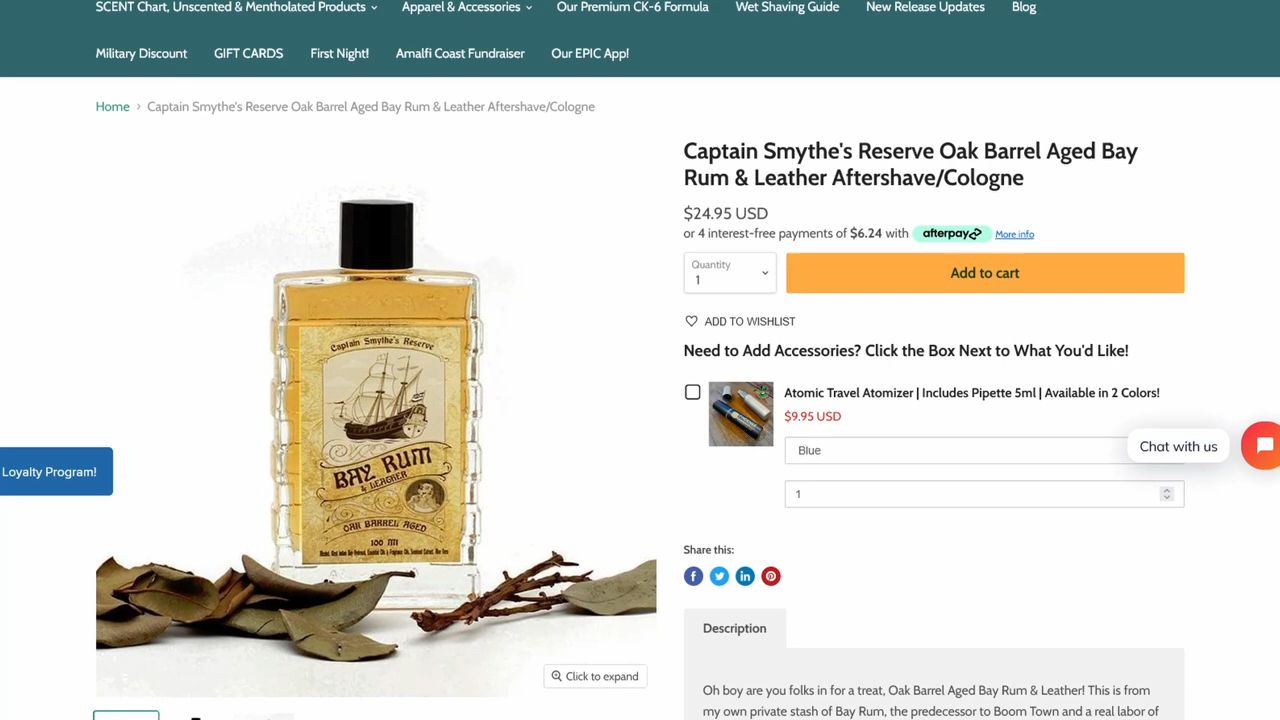 SCENT Chart, Unscented & Mentholated Products
Apparel & Accessories
Our Premium CK-6 Formula
Wet Shaving Guide
New Release Updates
Blog
Military Discount
GIFT CARDS
First Night!
Amalfi Coast Fundraiser
Our EPIC App!
Home > Captain Smythe's Reserve Oak Barrel Aged Bay Rum & Leather Aftershave/Cologne
Captain Smythe's Reserve Oak Barrel Aged Bay
Rum & Leather Aftershave/Cologne
$24.95 USD
or 4 interest-free payments of $6.24 with afterpay More info
Quantity
1
Add to cart
ADD TO WISHLIST
Need to Add Accessories? Click the Box Next to What You'd Like!
Atomic Travel Atomizer | Includes Pipette 5ml | Available in 2 Colors!
$9.95 USD
Blue
1
Chat with us
Loyalty Program!
Captain Smythe's Reserve
BAY RUM
& LEATHER
OAK BARREL AGED
100 Ml
Share this:
Click to expand
Description
Oh boy are you folks in for a treat, Oak Barrel Aged Bay Rum & Leather! This is from
my own private stash of Bay Rum, the predecessor to Boom Town and a real labor of